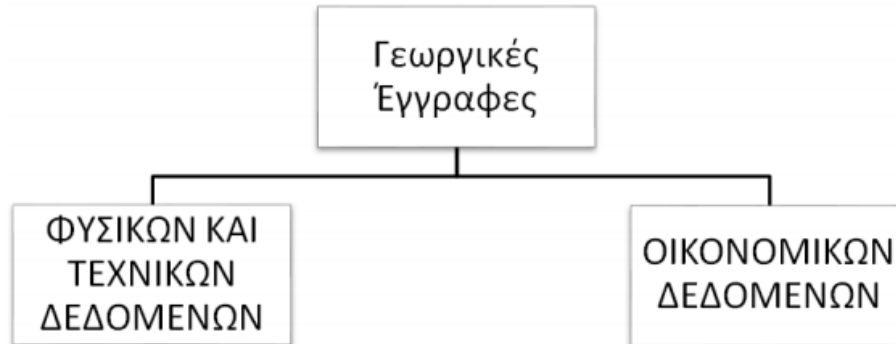 Γεωργικές
Έγγραφες
ΦΥΣΙΚΩΝ ΚΑΙ
ΤΕΧΝΙΚΩΝ
ΔΕΔΟΜΕΝΩΝ
ΟΙΚΟΝΟΜΙΚΩΝ
ΔΕΔΟΜΕΝΩΝ